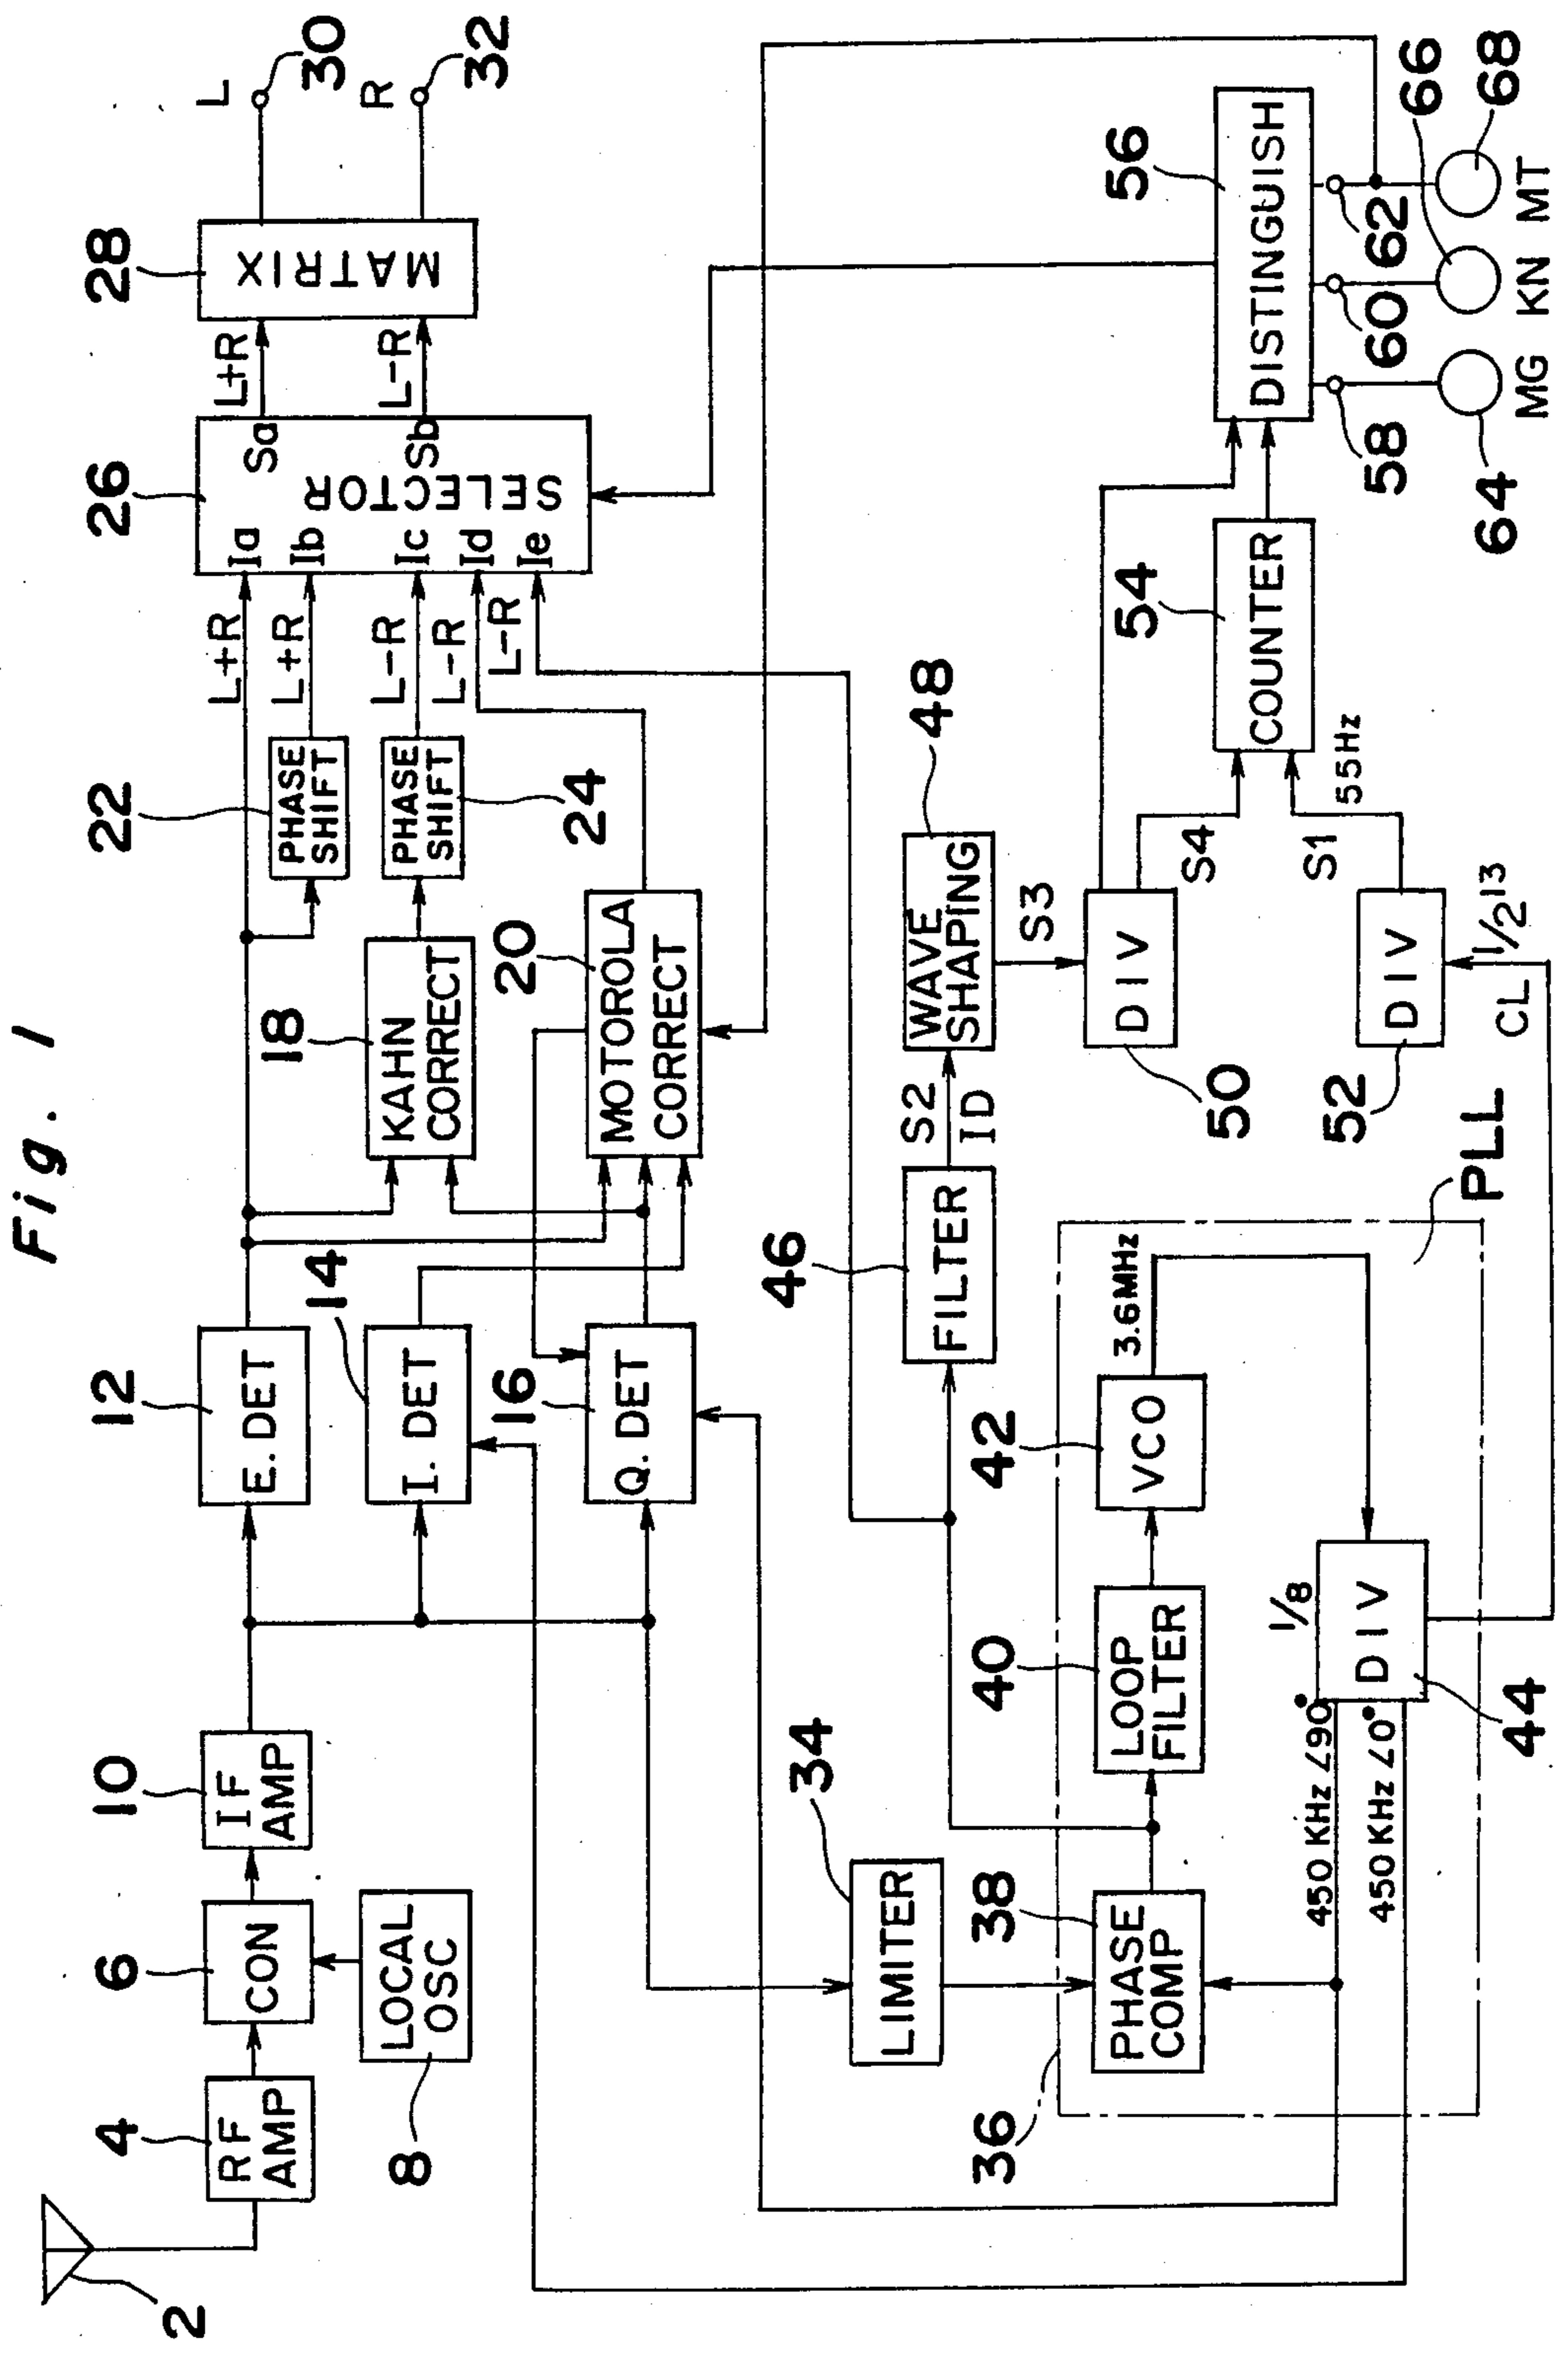 Fig. 1
2
4
RF
AMP
6
CON
8
LOCAL
OSC
10
IF
AMP
12
E. DET
14
I. DET
16
Q. DET
18
KAHN
CORRECT
20
MOTOROLA
CORRECT
22
PHASE
SHIFT
24
PHASE
SHIFT
L+R
L+R
L-R
L-R
L-R
26
Ia
Ib
Ic
Id
Ie
SELECTOR
Sa
Sb
L+R
L-R
28
MATRIX
L
30
R
32
34
LIMITER
36
38
PHASE
COMP
40
LOOP
FILTER
42
VCO
3.6MHz
PLL
1/8
DIV
44
450 KHz ∠90°
450 KHz ∠0°
46
FILTER
S2
ID
48
WAVE
SHAPING
S3
DIV
50
S4
DIV
52
CL
1/2¹³
S1
55Hz
54
COUNTER
56
DISTINGUISH
58
60
62
64
66
68
MG
KN
MT